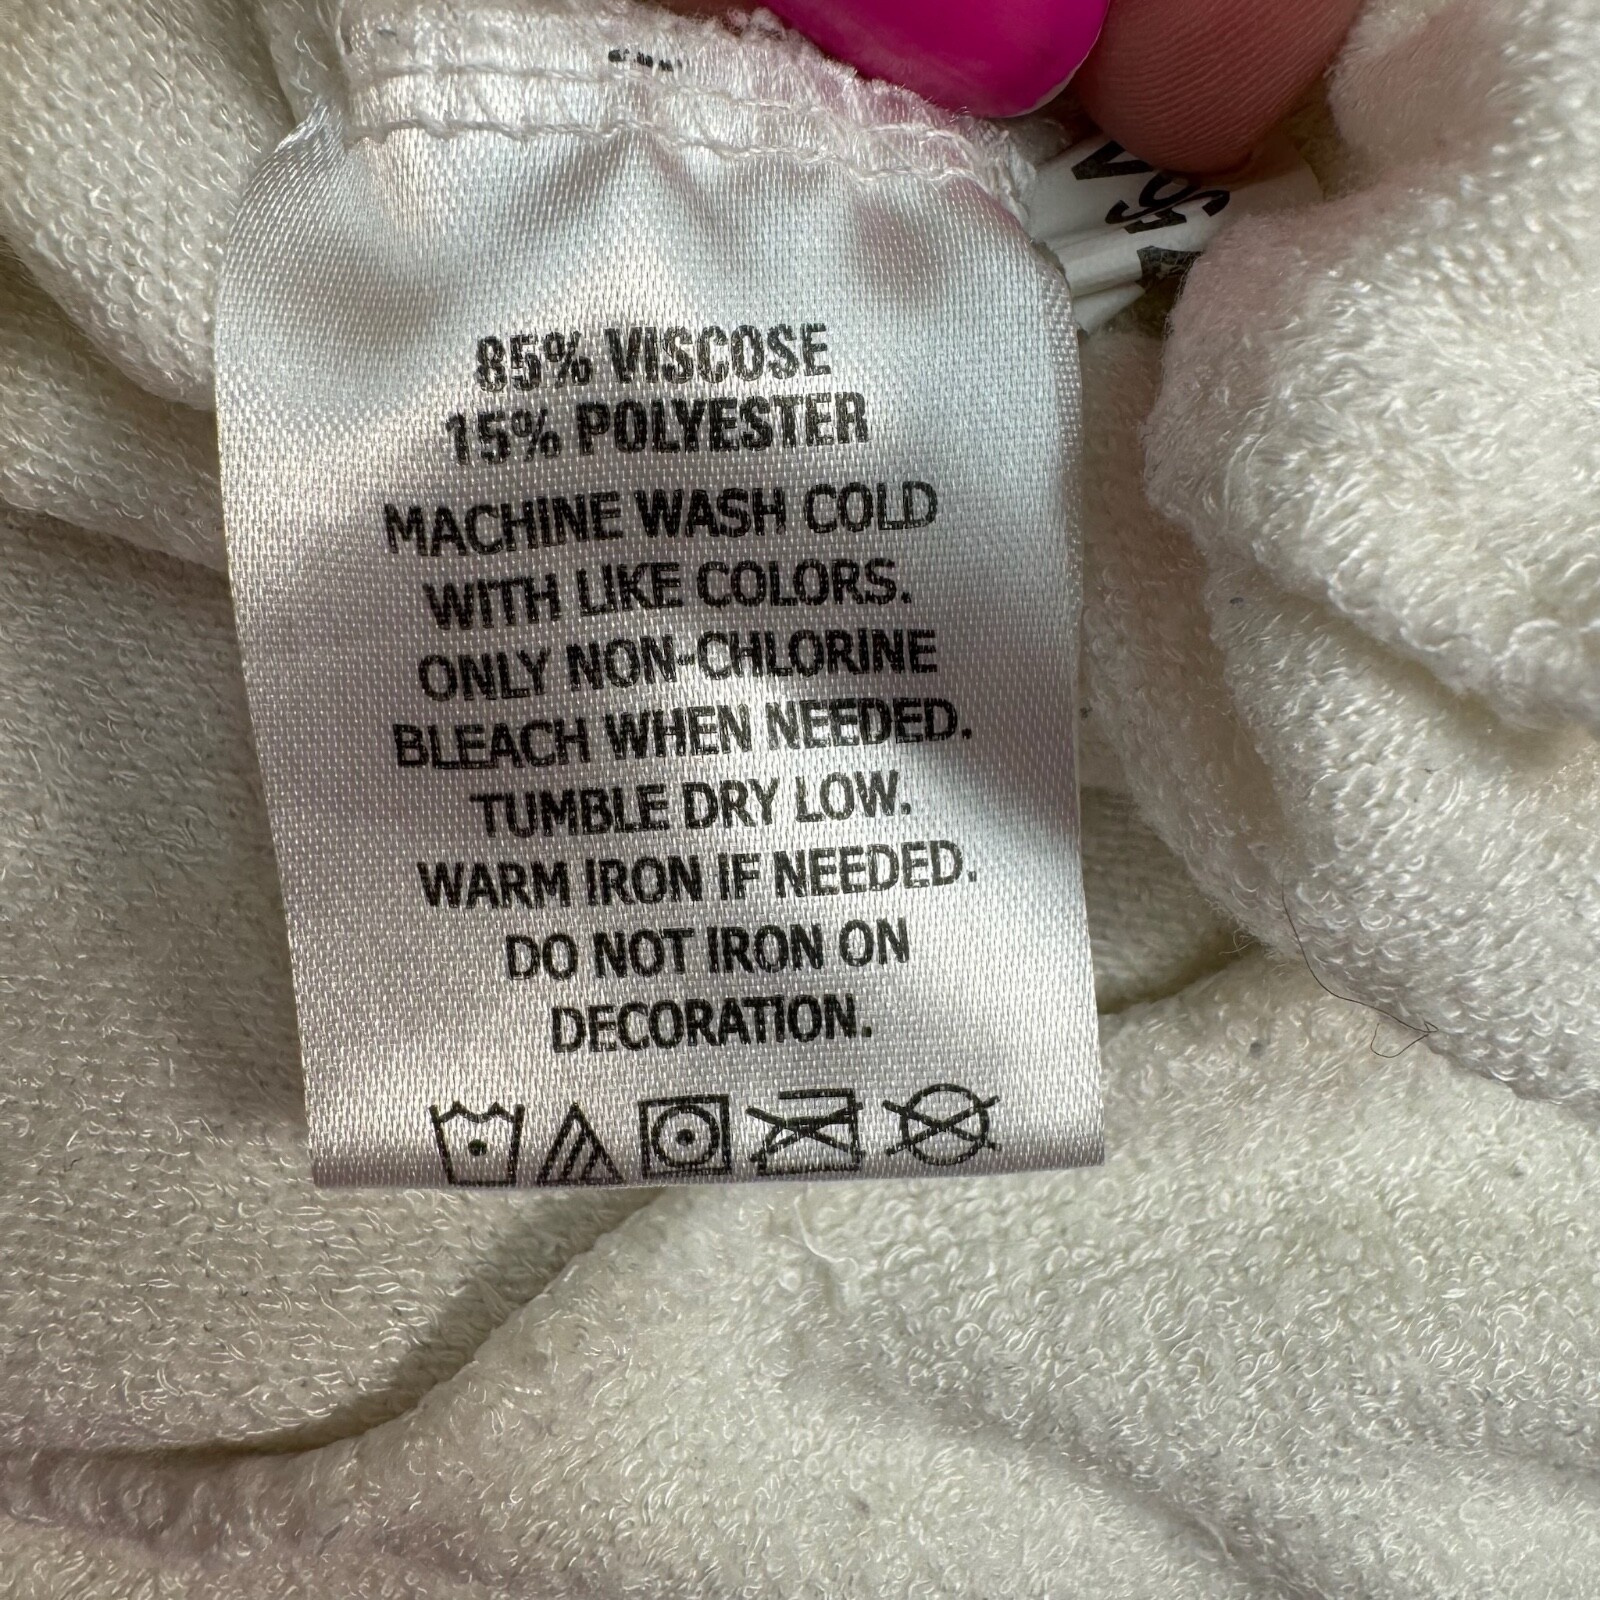 85% VISCOSE
15% POLYESTER
MACHINE WASH COLD
WITH LIKE COLORS.
ONLY NON-CHLORINE
BLEACH WHEN NEEDED.
TUMBLE DRY LOW.
WARM IRON IF NEEDED.
DO NOT IRON ON
DECORATION.